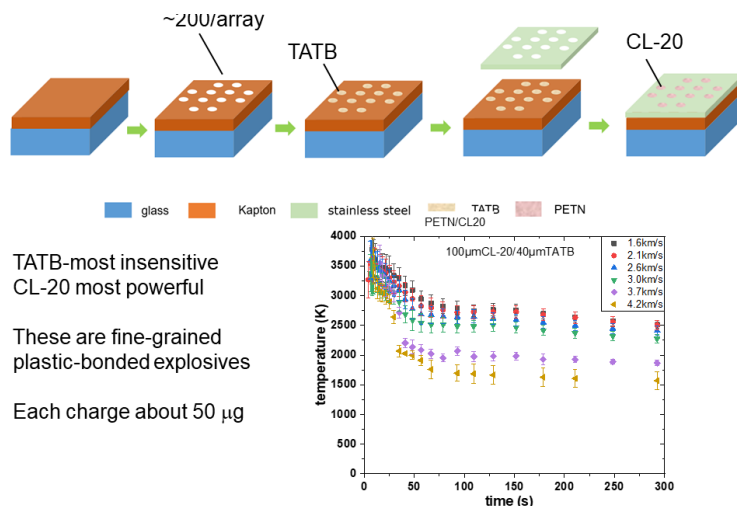 ~200/array
TATB
CL-20
glass
Kapton
stainless steel
TATB
PETN
PETN/CL20
TATB-most insensitive
CL-20 most powerful
These are fine-grained
plastic-bonded explosives
Each charge about 50 μg
100μmCL-20/40μmTATB
1.6km/s
2.1km/s
2.6km/s
3.0km/s
3.7km/s
4.2km/s
temperature (K)
4000
3500
3000
2500
2000
1500
1000
500
0
0
50
100
150
200
250
300
time (s)